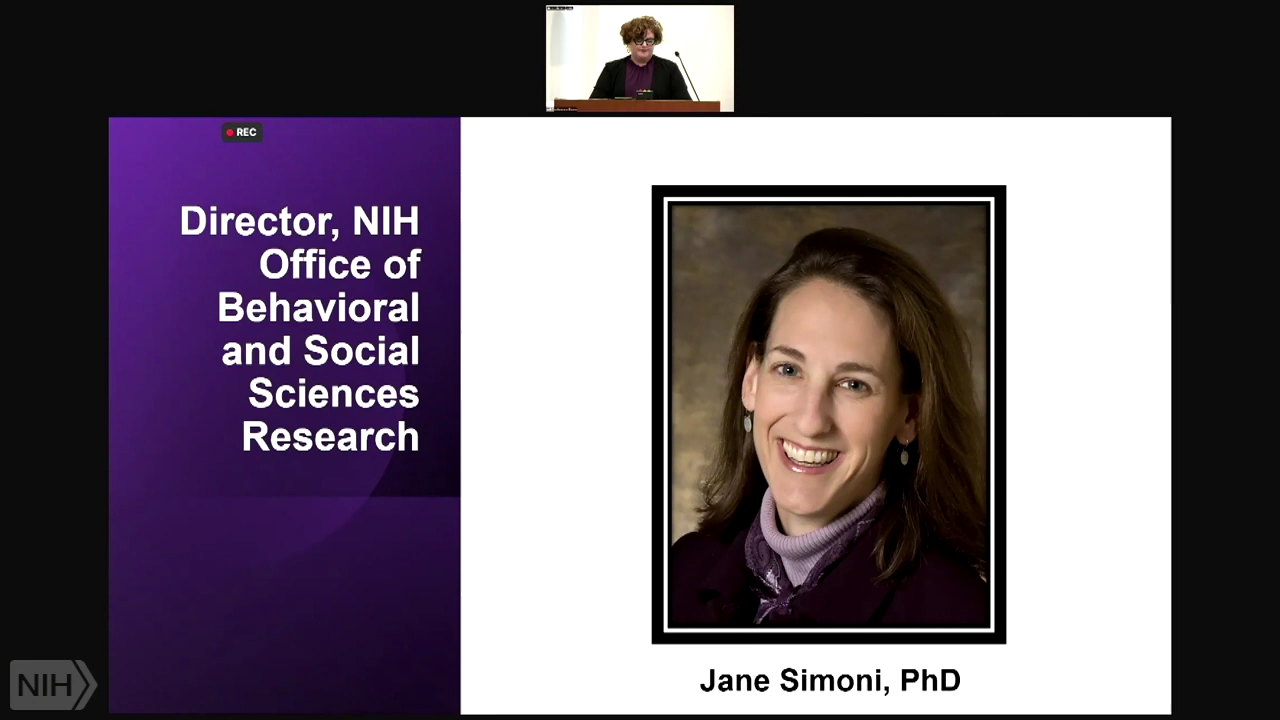 REC
Director, NIH
Office of
Behavioral
and Social
Sciences
Research
Jane Simoni, PhD
NIH